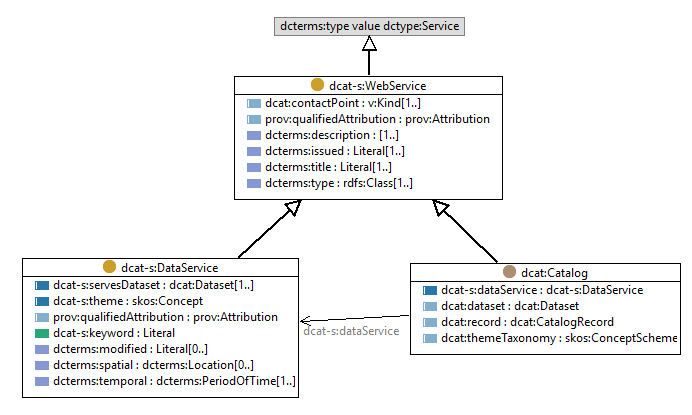 dcterms:type value dctype:Service
dcat-s:WebService
dcat:contactPoint : v:Kind[1..]
prov:qualifiedAttribution : prov:Attribution
dcterms:description : [1..]
dcterms:issued : Literal[1..]
dcterms:title : Literal[1..]
dcterms:type : rdfs:Class[1..]
dcat-s:DataService
dcat-s:servesDataset : dcat:Dataset[1..]
dcat-s:theme : skos:Concept
prov:qualifiedAttribution : prov:Attribution
dcat-s:keyword : Literal
dcterms:modified : Literal[0..]
dcterms:spatial : dcterms:Location[0..]
dcterms:temporal : dcterms:PeriodOfTime[1..]
dcat-s:dataService
dcat:Catalog
dcat-s:dataService : dcat-s:DataService
dcat:dataset : dcat:Dataset
dcat:record : dcat:CatalogRecord
dcat:themeTaxonomy : skos:ConceptScheme